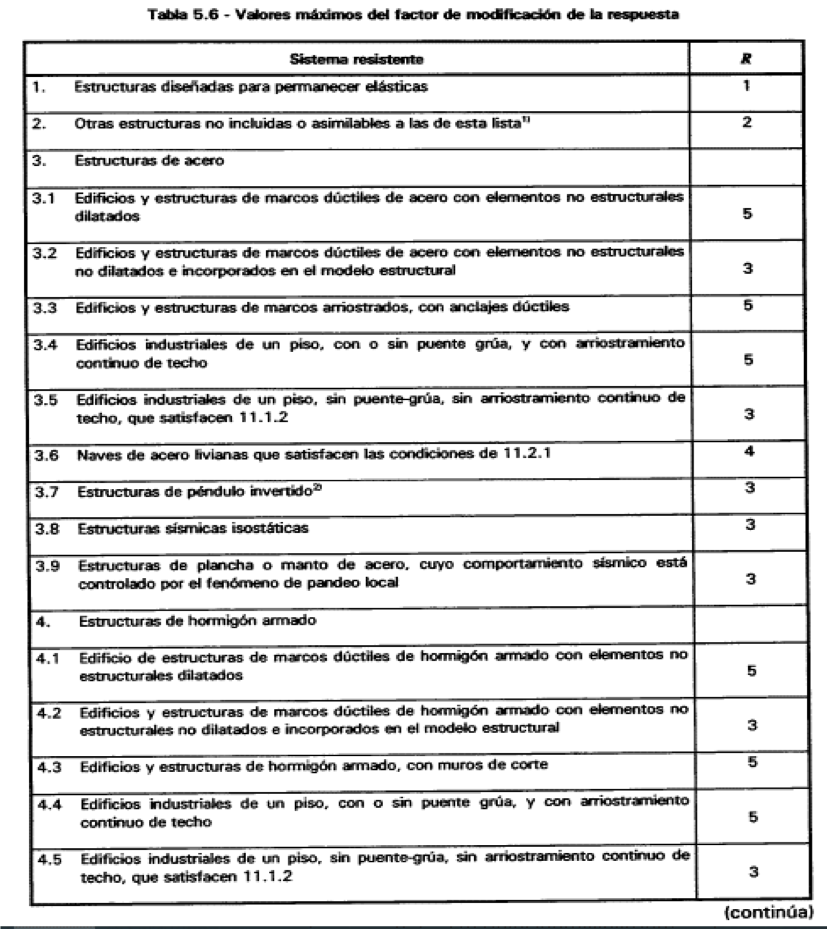 Tabla 5.6 - Valores máximos del factor de modificación de la respuesta
Sistema resistente R
1. Estructuras diseñadas para permanecer elásticas 1
2. Otras estructuras no incluidas o asimilables a las de esta lista1) 2
3. Estructuras de acero
3.1 Edificios y estructuras de marcos dúctiles de acero con elementos no estructurales
dilatados 5
3.2 Edificios y estructuras de marcos dúctiles de acero con elementos no estructurales
no dilatados e incorporados en el modelo estructural 3
3.3 Edificios y estructuras de marcos arriostrados, con anclajes dúctiles 5
3.4 Edificios industriales de un piso, con o sin puente grúa, y con arriostramiento
continuo de techo 5
3.5 Edificios industriales de un piso, sin puente-grúa, sin arriostramiento continuo de
techo, que satisfacen 11.1.2 3
3.6 Naves de acero livianas que satisfacen las condiciones de 11.2.1 4
3.7 Estructuras de péndulo invertido2) 3
3.8 Estructuras sísmicas isostáticas 3
3.9 Estructuras de plancha o manto de acero, cuyo comportamiento sísmico está
controlado por el fenómeno de pandeo local 3
4. Estructuras de hormigón armado
4.1 Edificio de estructuras de marcos dúctiles de hormigón armado con elementos no
estructurales dilatados 5
4.2 Edificios y estructuras de marcos dúctiles de hormigón armado con elementos no
estructurales no dilatados e incorporados en el modelo estructural 3
4.3 Edificios y estructuras de hormigón armado, con muros de corte 5
4.4 Edificios industriales de un piso, con o sin puente grúa, y con arriostramiento
continuo de techo 5
4.5 Edificios industriales de un piso, sin puente-grúa, sin arriostramiento continuo de
techo, que satisfacen 11.1.2 3
(continúa)